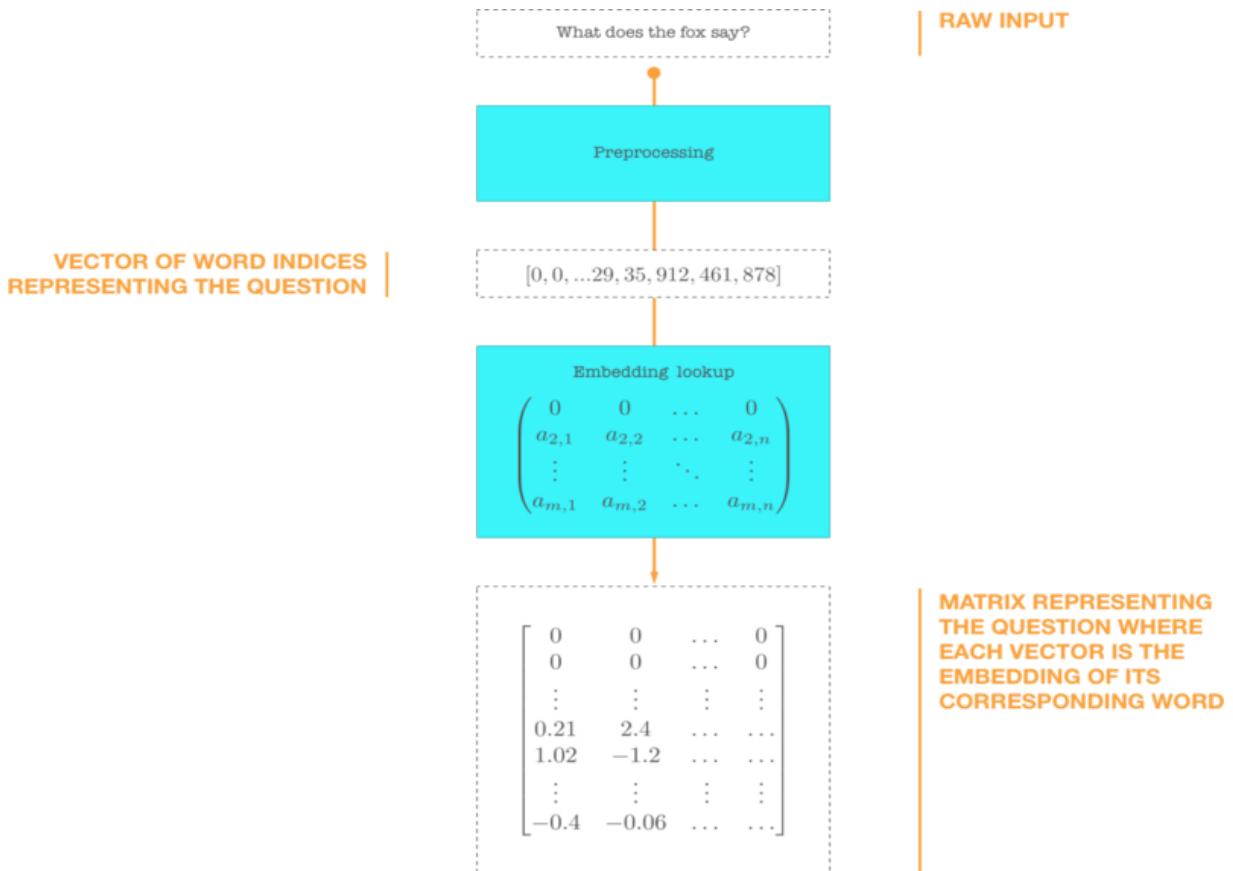 What does the fox say?
RAW INPUT
Preprocessing
VECTOR OF WORD INDICES
REPRESENTING THE QUESTION
[0, 0, ...29, 35, 912, 461, 878]
Embedding lookup
0 0 ... 0
a2,1 a2,2 ... a2,n
⋮ ⋮ ⋱ ⋮
am,1 am,2 ... am,n
0 0 ... 0
0 0 ... 0
⋮ ⋮ ⋮ ⋮
0.21 2.4 ... ...
1.02 −1.2 ... ...
⋮ ⋮ ⋮ ⋮
−0.4 −0.06 ... ...
MATRIX REPRESENTING
THE QUESTION WHERE
EACH VECTOR IS THE
EMBEDDING OF ITS
CORRESPONDING WORD